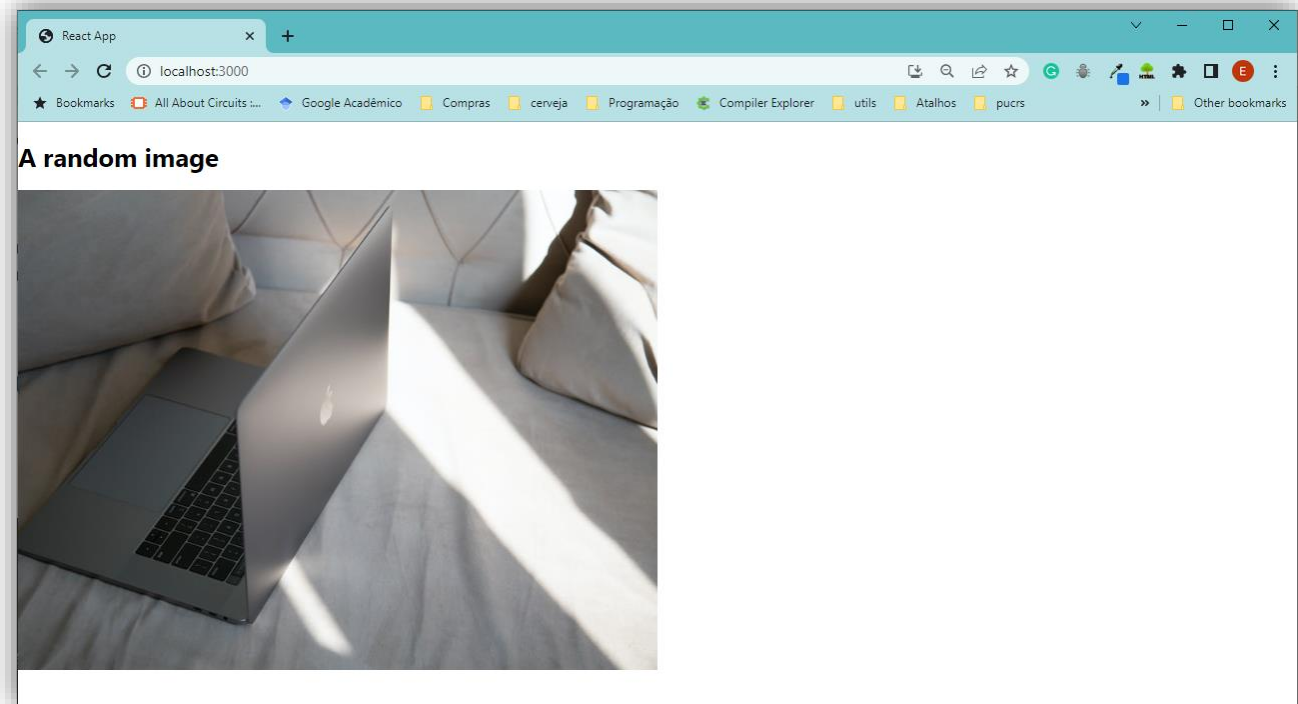 React App
localhost:3000
Bookmarks All About Circuits :... Google Acadêmico Compras cerveja Programação Compiler Explorer utils Atalhos pucrs » Other bookmarks
A random image